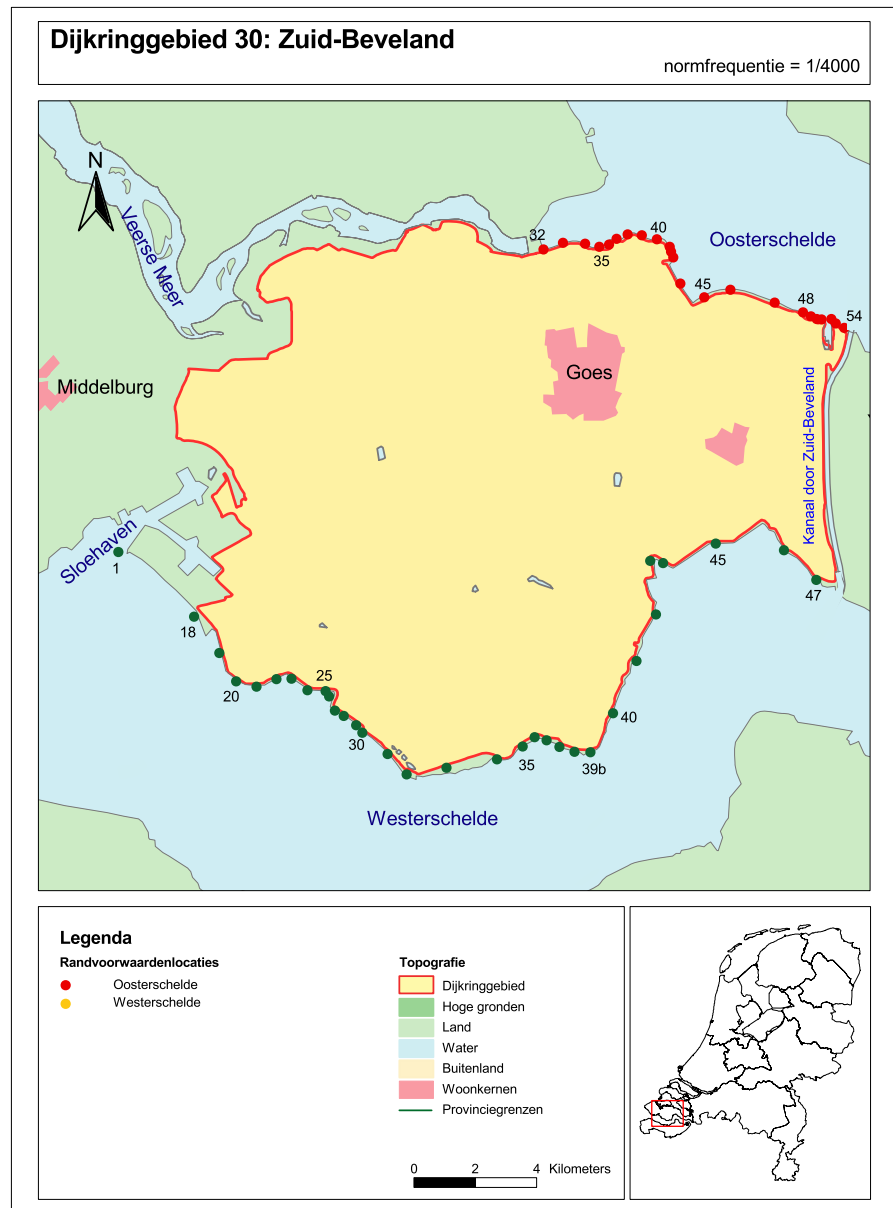 Dijkringgebied 30: Zuid-Beveland
normfrequentie = 1/4000
N
Veerse Meer
32
35
40
Oosterschelde
45
48
54
Middelburg
Goes
Kanaal door Zuid-Beveland
Sloehaven
1
18
20
25
30
35
39b
40
45
47
Westerschelde
Legenda
Randvoorwaardenlocaties
Oosterschelde
Westerschelde
Topografie
Dijkringgebied
Hoge gronden
Land
Water
Buitenland
Woonkernen
Provinciegrenzen
0 2 4 Kilometers